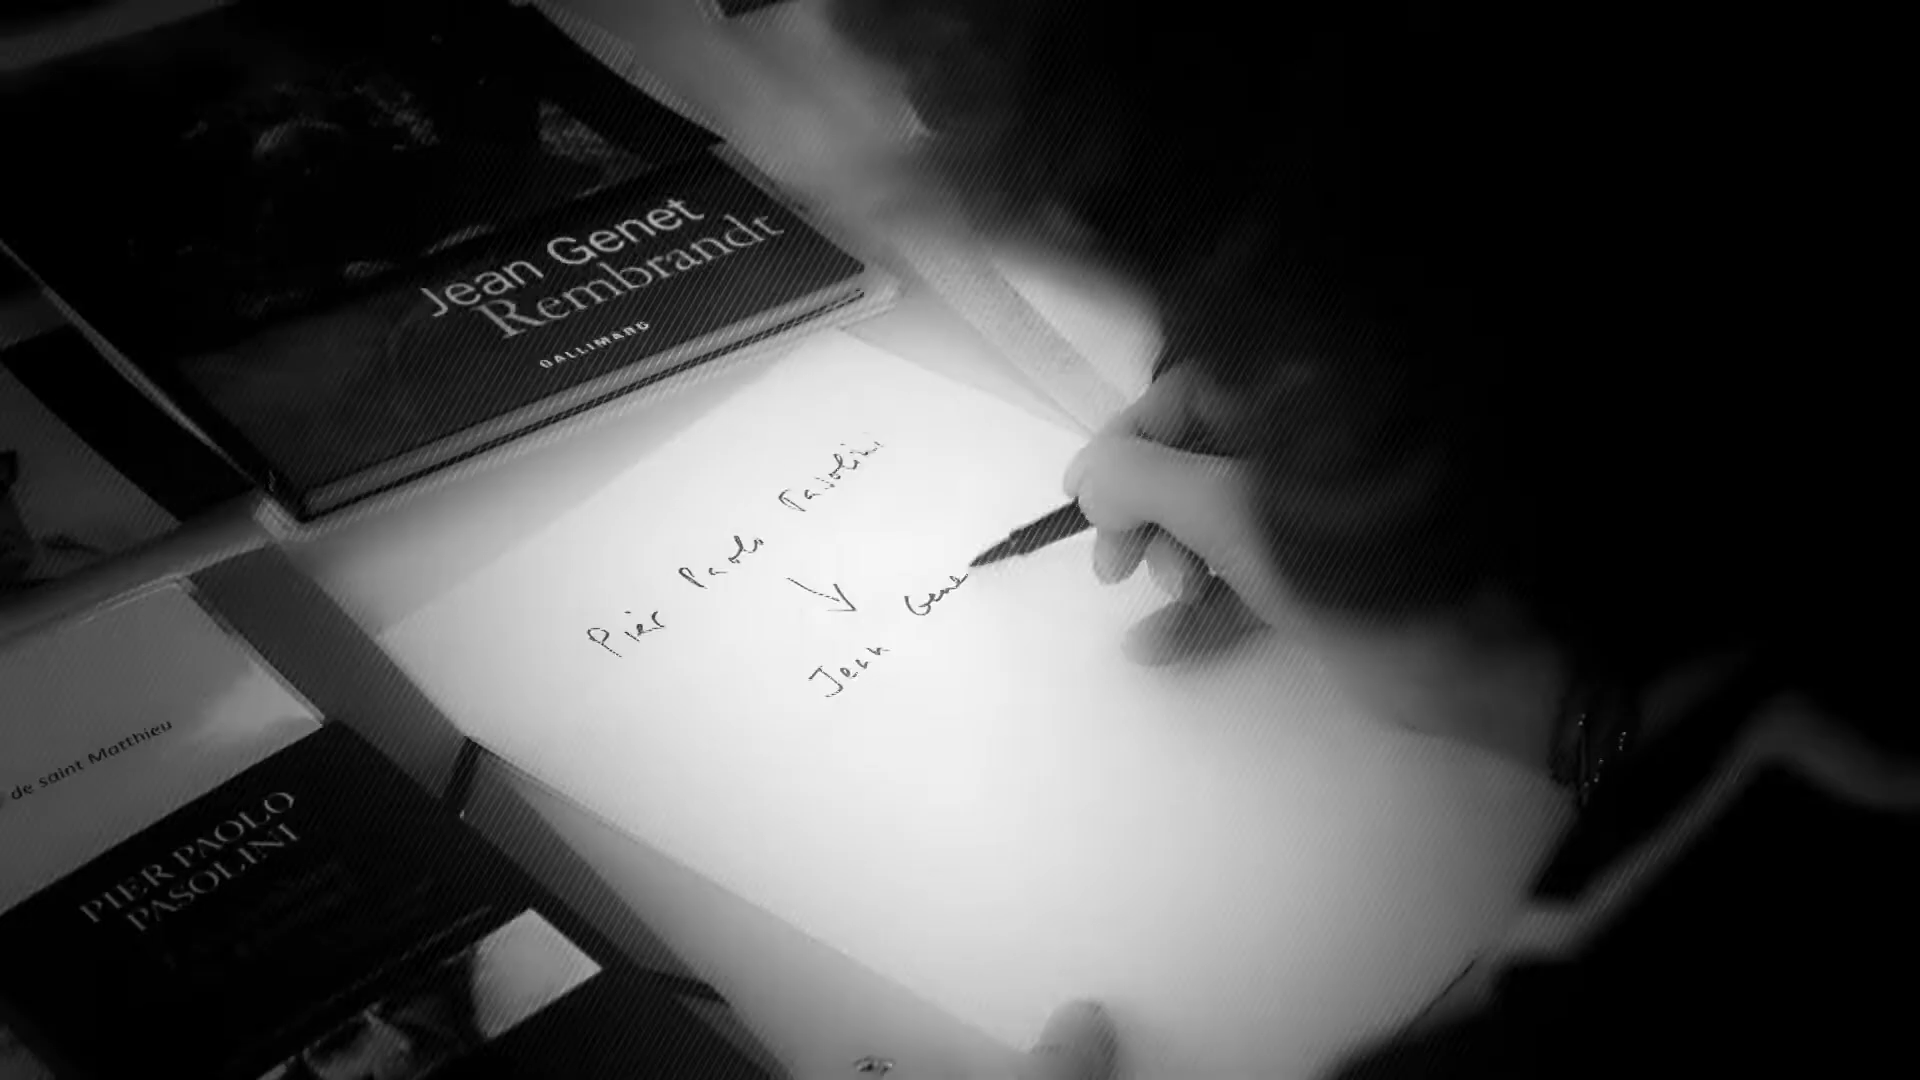 Jean Genet
Rembrandt
GALLIMARD
Pier Paolo Pasolini
Jean Gene
de saint Matthieu
PIER PAOLO
PASOLINI